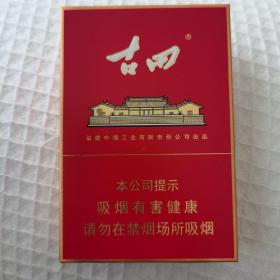 古田®
福建中烟工业有限责任公司出品
本公司提示
吸烟有害健康
请勿在禁烟场所吸烟